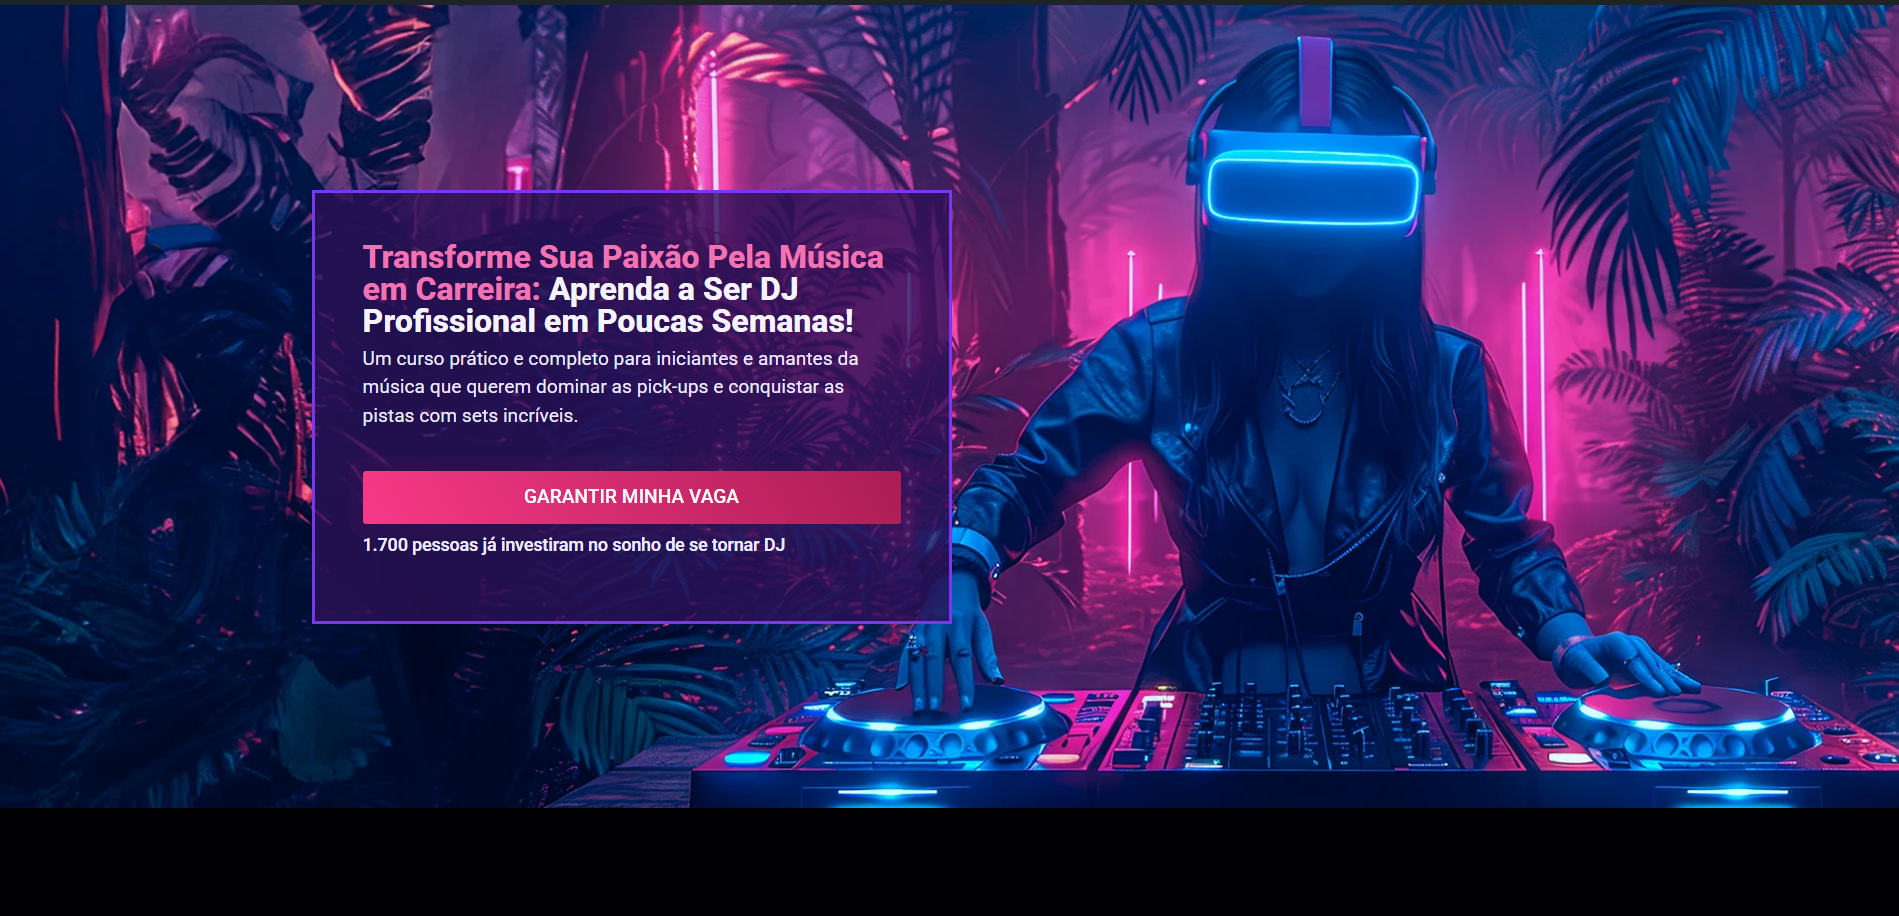 Transforme Sua Paixão Pela Música
em Carreira: Aprenda a Ser DJ
Profissional em Poucas Semanas!
Um curso prático e completo para iniciantes e amantes da
música que querem dominar as pick-ups e conquistar as
pistas com sets incríveis.
GARANTIR MINHA VAGA
1.700 pessoas já investiram no sonho de se tornar DJ